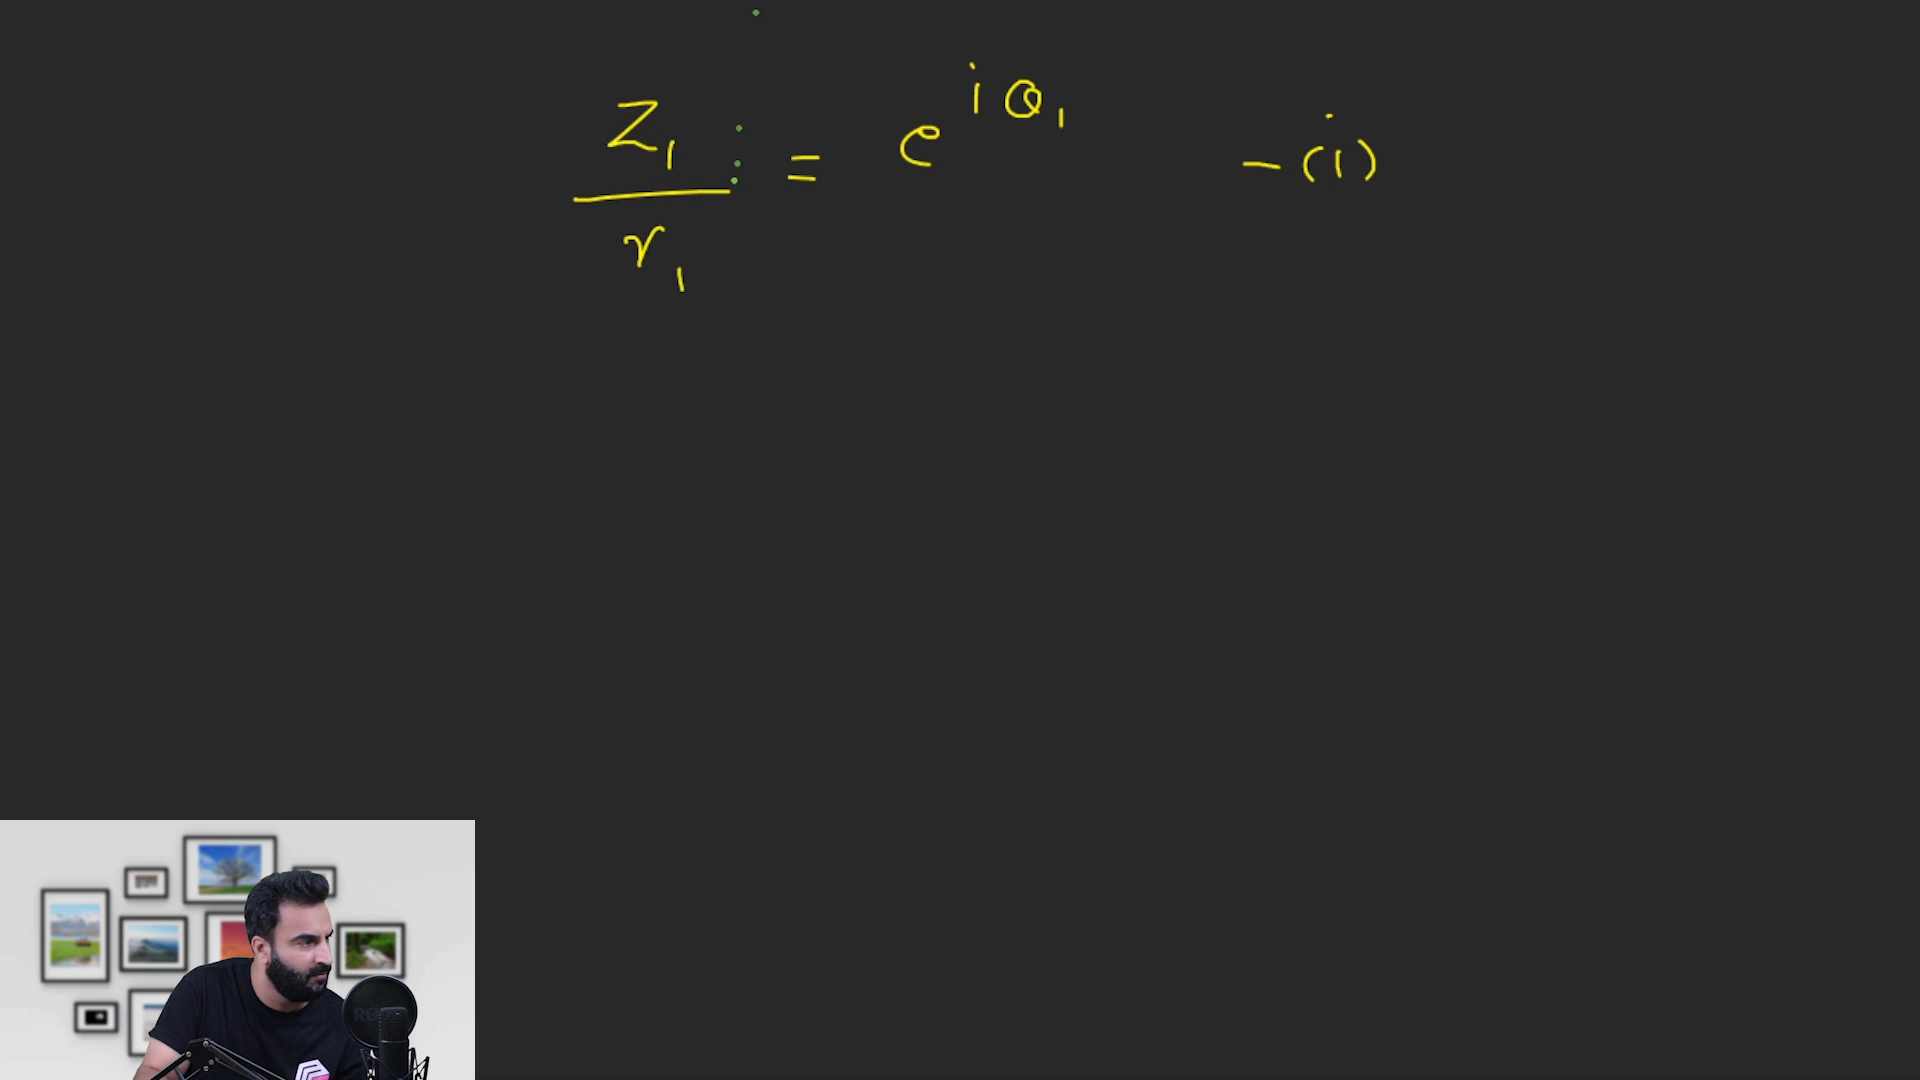 Z₁/r₁ = e^{iθ₁} - (i)